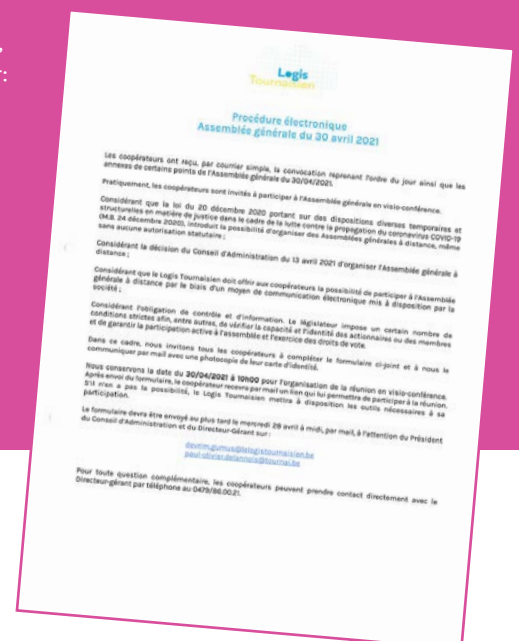 ,
r:
Logis
Tournaisien
Procédure électronique
Assemblée générale du 30 avril 2021
Les coopérateurs ont reçu, par courrier simple, la convocation reprenant l'ordre du jour ainsi que les
annexes de certains points de l'Assemblée générale du 30/04/2021.
Pratiquement, les coopérateurs sont invités à participer à l'Assemblée générale en visio-conférence.
Considérant que la loi du 20 décembre 2020 portant sur des dispositions diverses temporaires et
structurelles en matière de justice dans le cadre de la lutte contre la propagation du coronavirus COVID-19
(M.B. 24 décembre 2020), introduit la possibilité d'organiser des Assemblées générales à distance, même
sans aucune autorisation statutaire ;
Considérant la décision du Conseil d'Administration du 13 avril 2021 d'organiser l'Assemblée générale à
distance ;
Considérant que le Logis Tournaisien doit offrir aux coopérateurs la possibilité de participer à l'Assemblée
générale à distance par le biais d'un moyen de communication électronique mis à disposition par la
société ;
Considérant l'obligation de contrôle et d'information. Le législateur impose un certain nombre de
conditions strictes afin, entre autres, de vérifier la capacité et l'identité des actionnaires ou des membres
et de garantir la participation active à l'assemblée et l'exercice des droits de vote.
Dans ce cadre, nous invitons tous les coopérateurs à compléter le formulaire ci-joint et à nous le
communiquer par mail avec une photocopie de leur carte d'identité.
Nous conservons la date du 30/04/2021 à 10h00 pour l'organisation de la réunion en visio-conférence.
Après envoi du formulaire, le coopérateur recevra par mail un lien qui lui permettra de participer à la réunion.
S'il n'en a pas la possibilité, le Logis Tournaisien mettra à disposition les outils nécessaires à sa
participation.
Le formulaire devra être envoyé au plus tard le mercredi 28 avril à midi, par mail, à l'attention du Président
du Conseil d'Administration et du Directeur-Gérant sur :
devrim.gumus@lelogistournaisien.be
paul-olivier.delannois@tournai.be
Pour toute question complémentaire, les coopérateurs peuvent prendre contact directement avec le
Directeur-gérant par téléphone au 0479/86.00.21.